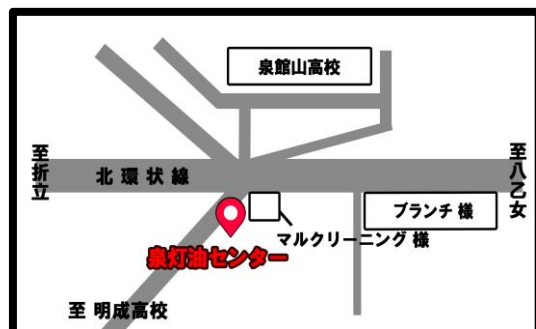 泉館山高校
至折立
北環状線
至八乙女
ブランチ 様
マルクリーニング 様
泉灯油センター
至 明成高校